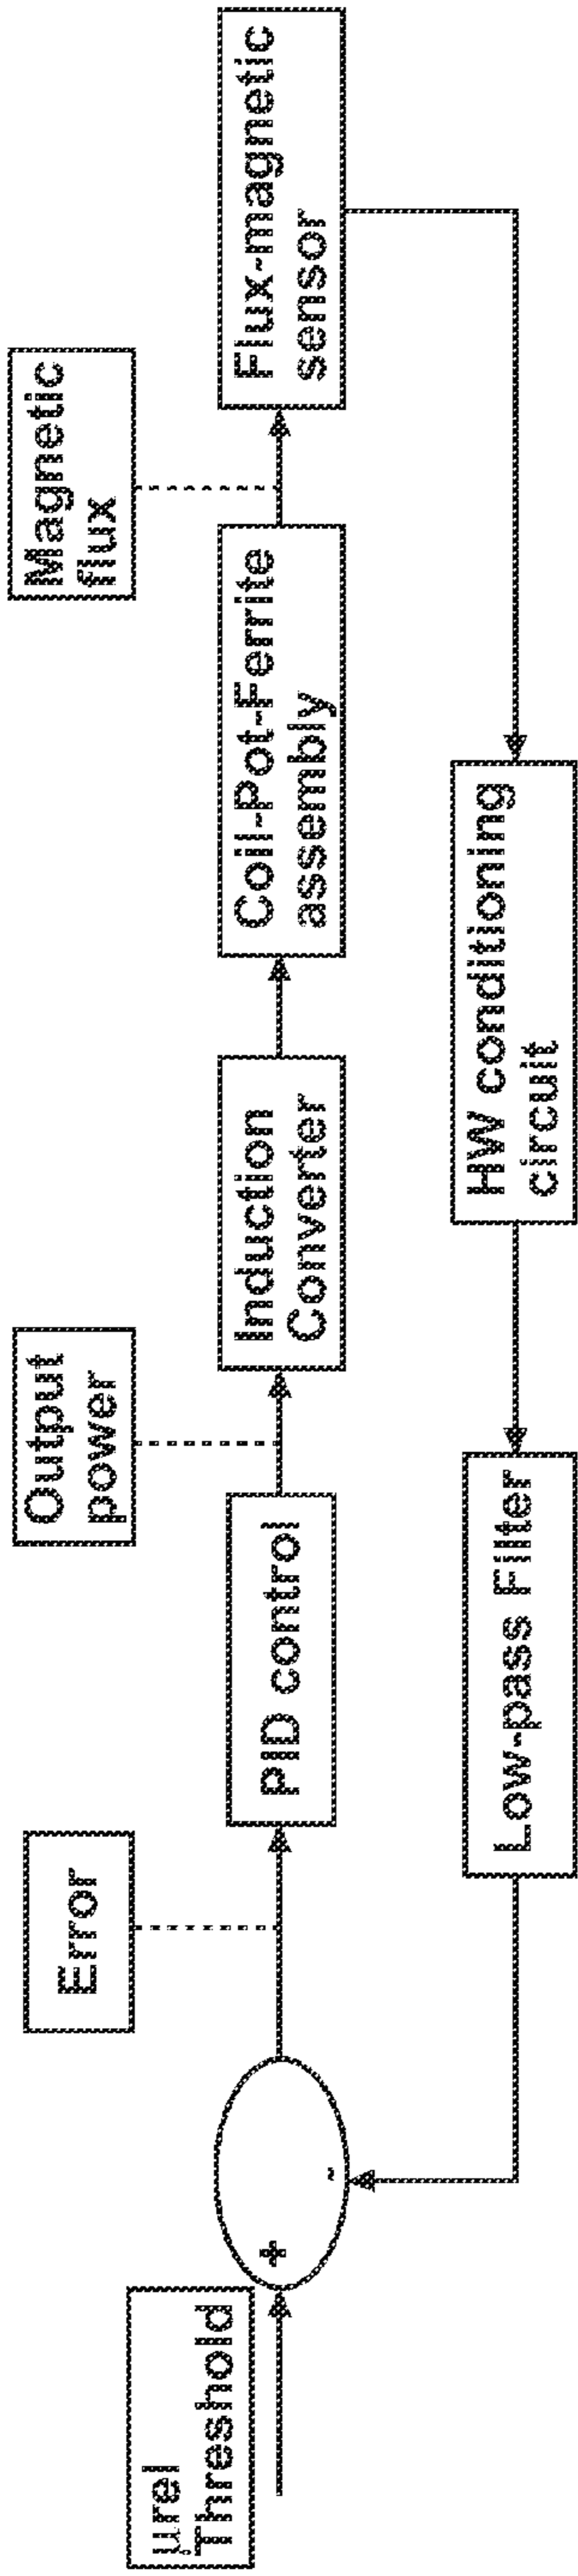 µrel
Threshold
+
-
Error
PID control
Output
power
Induction
Converter
Coil-Pot-Ferrite
assembly
Magnetic
flux
Flux-magnetic
sensor
HW conditioning
circuit
Low-pass Filter